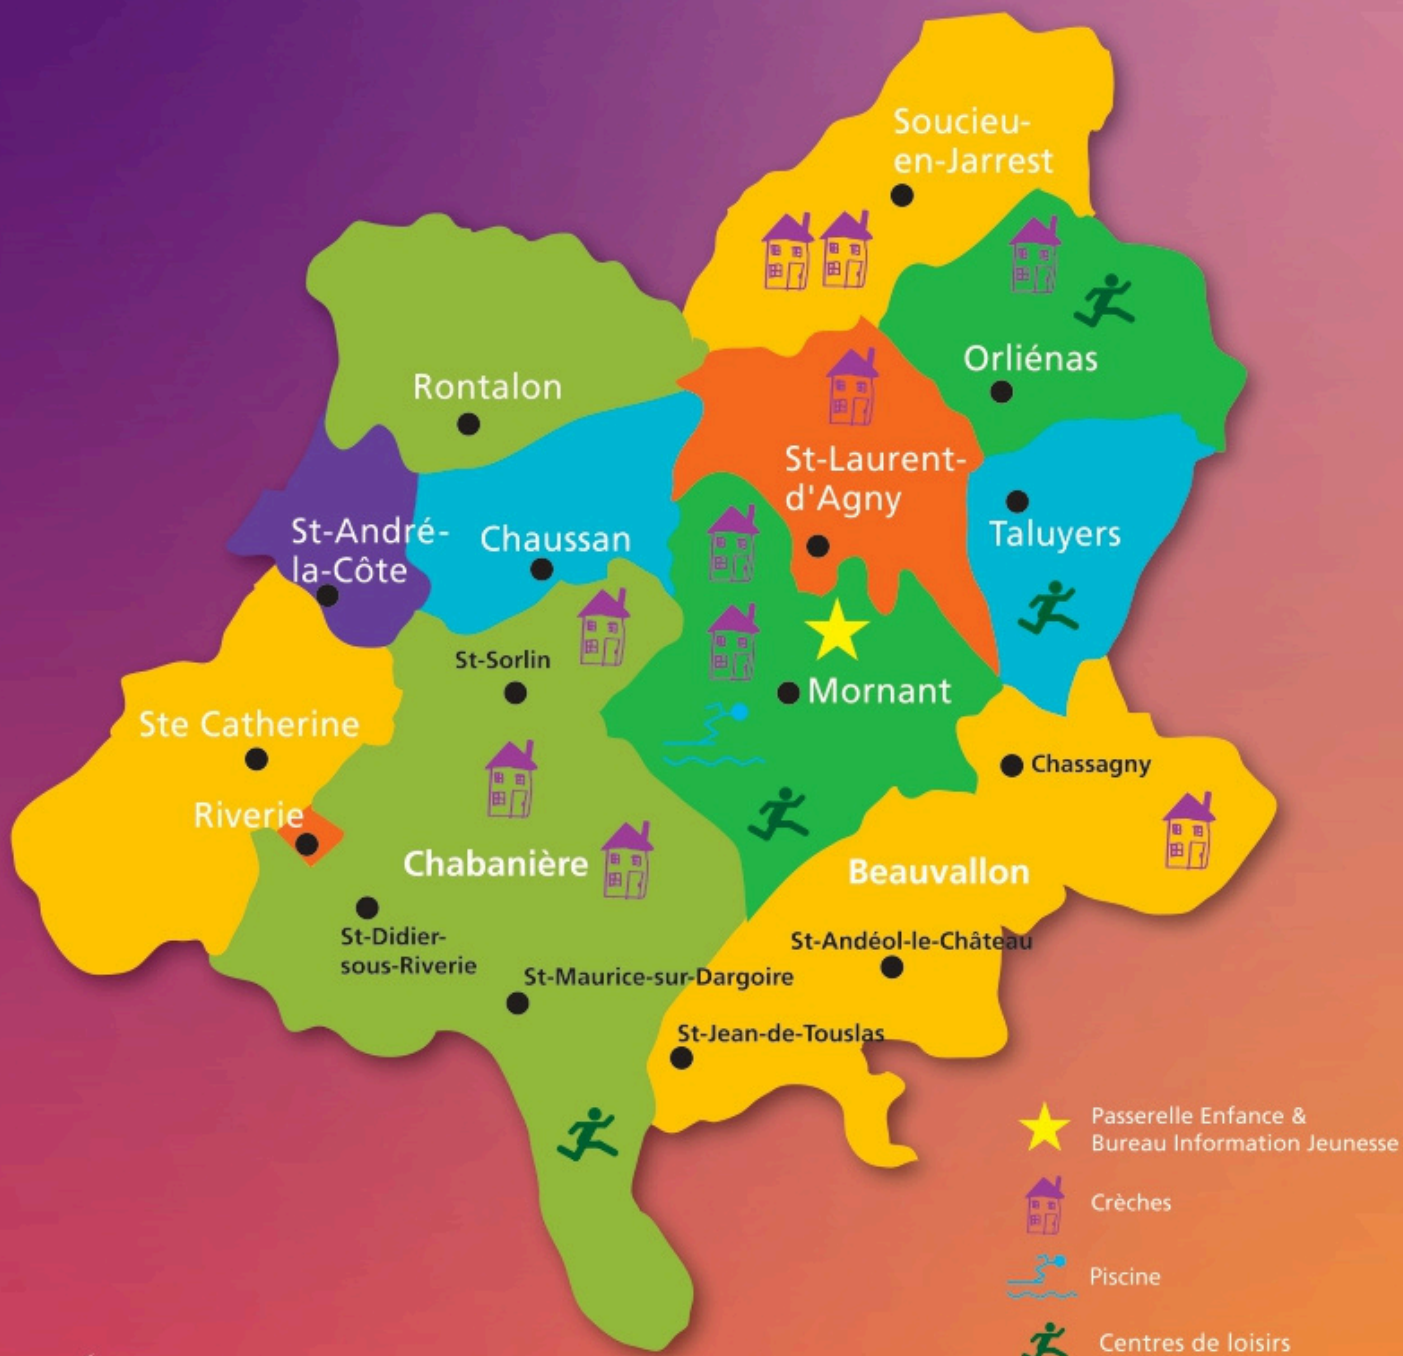 Soucieu-
en-Jarrest
Orliénas
Rontalon
St-Laurent-
d'Agny
St-André-
la-Côte
Chaussan
Taluyers
St-Sorlin
Mornant
Ste Catherine
Chassagny
Riverie
Chabanière
Beauvallon
St-Didier-
sous-Riverie
St-Andéol-le-Château
St-Maurice-sur-Dargoire
St-Jean-de-Touslas
Passerelle Enfance &
Bureau Information Jeunesse
Crèches
Piscine
Centres de loisirs